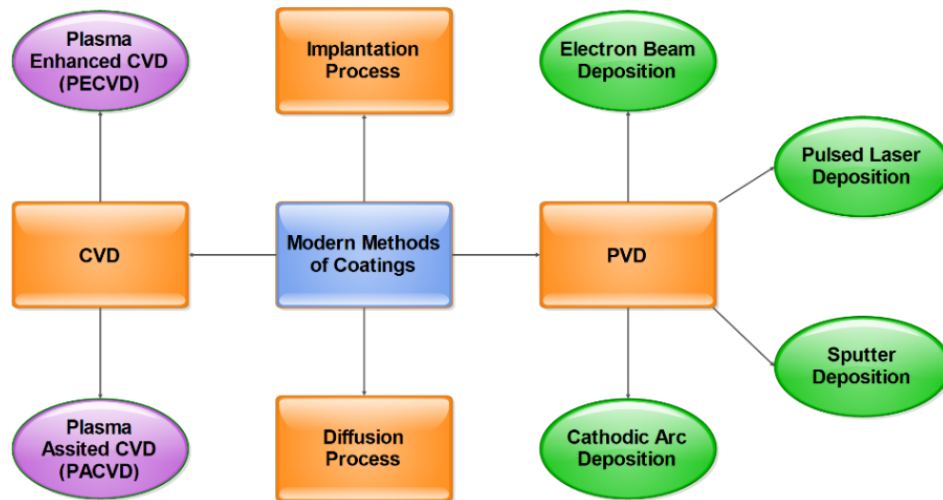 Plasma
Enhanced CVD
(PECVD)
Implantation
Process
Electron Beam
Deposition
Pulsed Laser
Deposition
CVD
Modern Methods
of Coatings
PVD
Sputter
Deposition
Plasma
Assited CVD
(PACVD)
Diffusion
Process
Cathodic Arc
Deposition